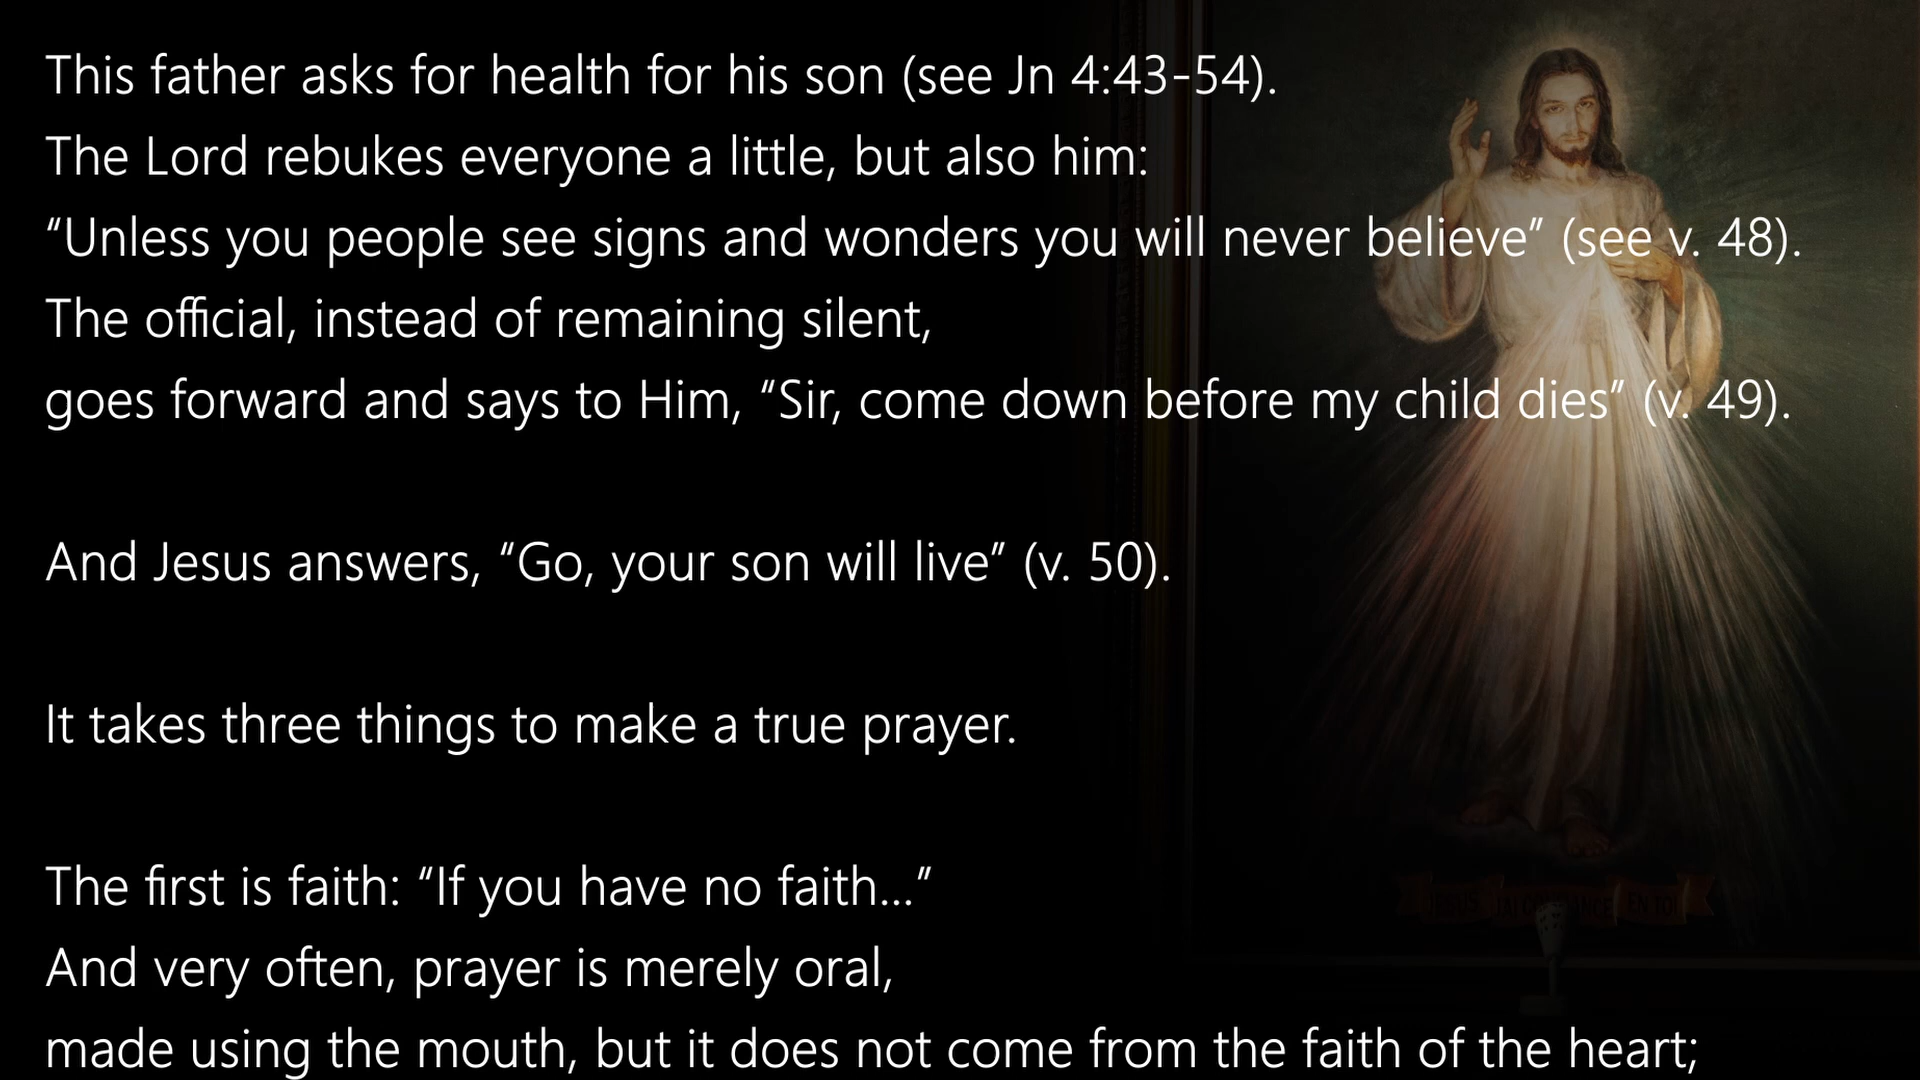 This father asks for health for his son (see Jn 4:43-54).
The Lord rebukes everyone a little, but also him:
“Unless you people see signs and wonders you will never believe” (see v. 48).
The official, instead of remaining silent,
goes forward and says to Him, “Sir, come down before my child dies” (v. 49).
And Jesus answers, “Go, your son will live” (v. 50).
It takes three things to make a true prayer.
The first is faith: “If you have no faith...”
And very often, prayer is merely oral,
made using the mouth, but it does not come from the faith of the heart;
JESUS EN TOI